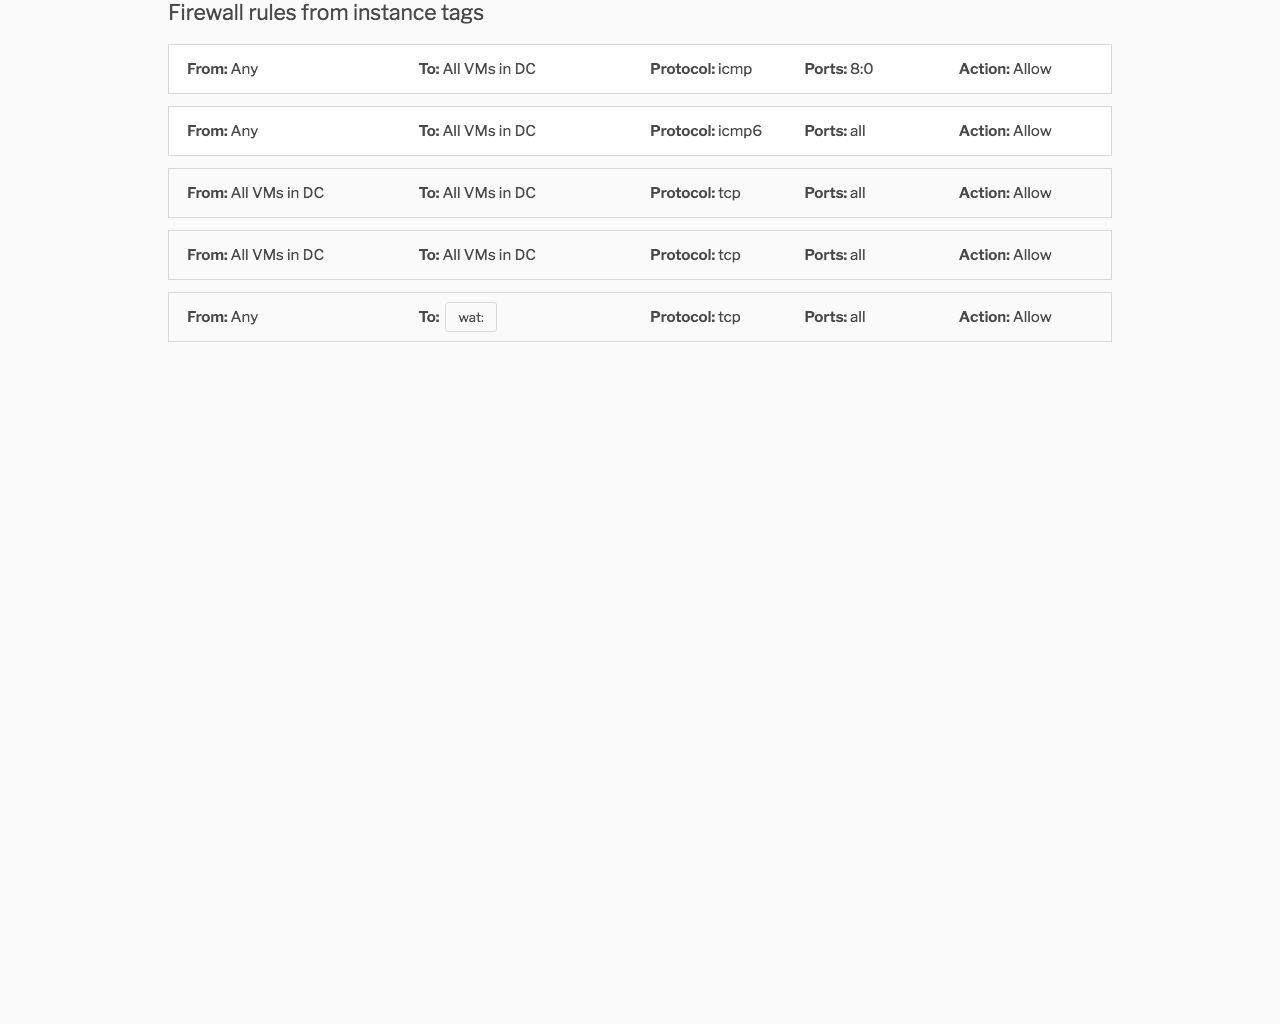 Firewall rules from instance tags
From: Any To: All VMs in DC Protocol: icmp Ports: 8:0 Action: Allow
From: Any To: All VMs in DC Protocol: icmp6 Ports: all Action: Allow
From: All VMs in DC To: All VMs in DC Protocol: tcp Ports: all Action: Allow
From: All VMs in DC To: All VMs in DC Protocol: tcp Ports: all Action: Allow
From: Any To: wat: Protocol: tcp Ports: all Action: Allow